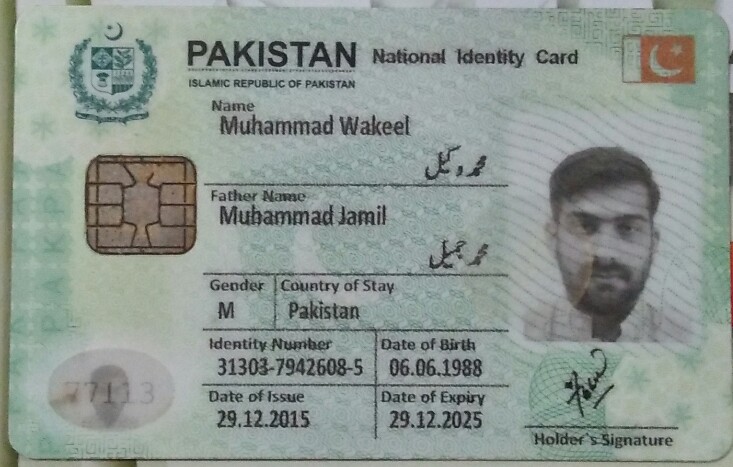 PAKISTAN National Identity Card
ISLAMIC REPUBLIC OF PAKISTAN
Name
Muhammad Wakeel
محمد وکیل
Father Name
Muhammad Jamil
محمد جمیل
Gender Country of Stay
M Pakistan
Identity Number Date of Birth
31303-7942608-5 06.06.1988
Date of Issue Date of Expiry
29.12.2015 29.12.2025
77113
Holder's Signature